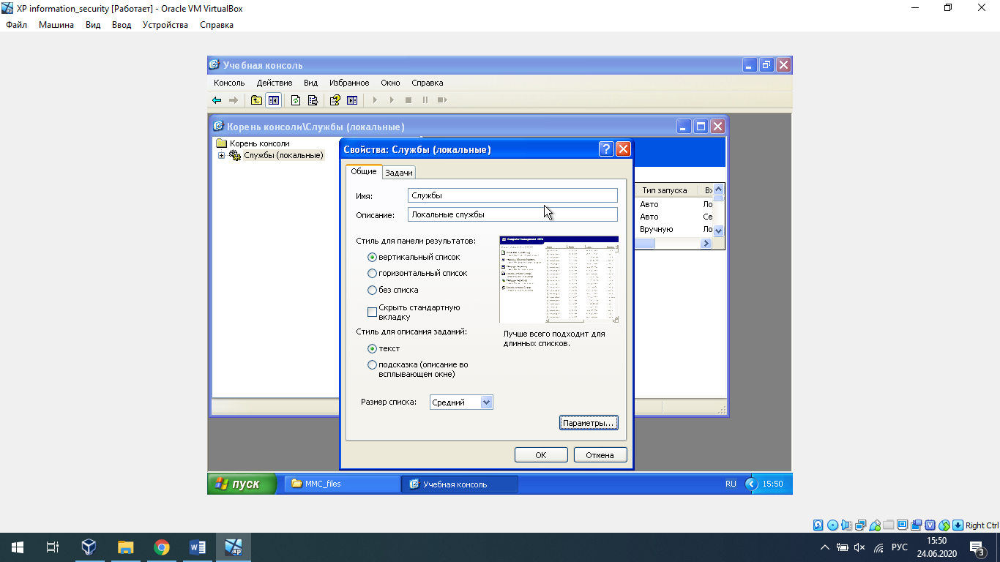 XP information_security [Работает] - Oracle VM VirtualBox
Файл Машина Вид Ввод Устройства Справка
Учебная консоль
Консоль Действие Вид Избранное Окно Справка
Корень консоли\Службы (локальные)
Корень консоли
Службы (локальные)
Свойства: Службы (локальные)
Общие Задачи
Имя: Службы
Описание: Локальные службы
Стиль для панели результатов:
вертикальный список
горизонтальный список
без списка
Скрыть стандартную
вкладку
Стиль для описания заданий:
текст
подсказка (описание во
всплывающем окне)
Лучше всего подходит для
длинных списков.
Размер списка: Средний
Параметры...
ОК Отмена
Тип запуска Вх
Авто Ло
Авто Се
Вручную Ло
пуск MMC_files Учебная консоль RU 15:50
Right Ctrl
РУС 15:50
24.06.2020
3